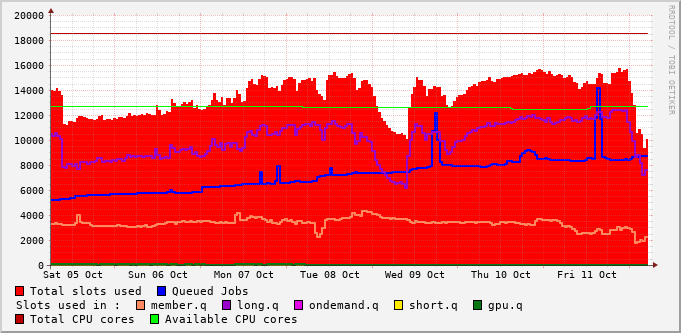 20000
18000
16000
14000
12000
10000
8000
6000
4000
2000
0
Sat 05 Oct Sun 06 Oct Mon 07 Oct Tue 08 Oct Wed 09 Oct Thu 10 Oct Fri 11 Oct
Total slots used Queued Jobs
Slots used in : member.q long.q ondemand.q short.q gpu.q
Total CPU cores Available CPU cores
RRDTOOL / TOBI OETIKER